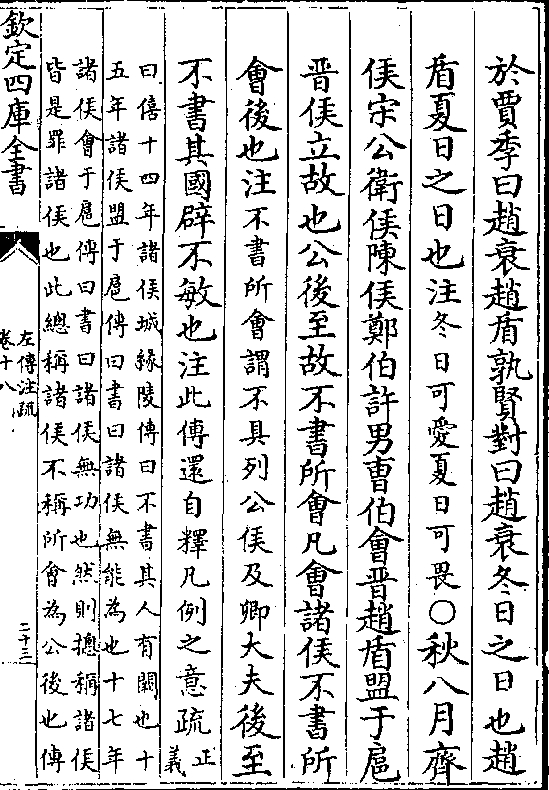 於賈季曰趙衰趙盾孰賢對曰趙衰冬日之日也趙
盾夏日之日也注冬日可愛夏日可畏○秋八月齊
侯宋公衛侯陳侯鄭伯許男曹伯會晉趙盾盟于扈
晉侯立故也公後至故不書所會凡會諸侯不書所
會後也注不書所會謂不具列公侯及卿大夫後至
不書其國辟不敏也注此傳還自釋凡例之意疏正義
曰僖十四年諸侯城緣陵傳曰不書其人有闕也十
五年諸侯盟于扈傳曰書曰諸侯無能為也十七年
諸侯會于扈傳曰書曰諸侯無功也然則總稱諸侯
皆是罪諸侯也此總稱諸侯不稱所會為公後也傳
欽定四庫全書
左傳注疏
卷十八
二十三